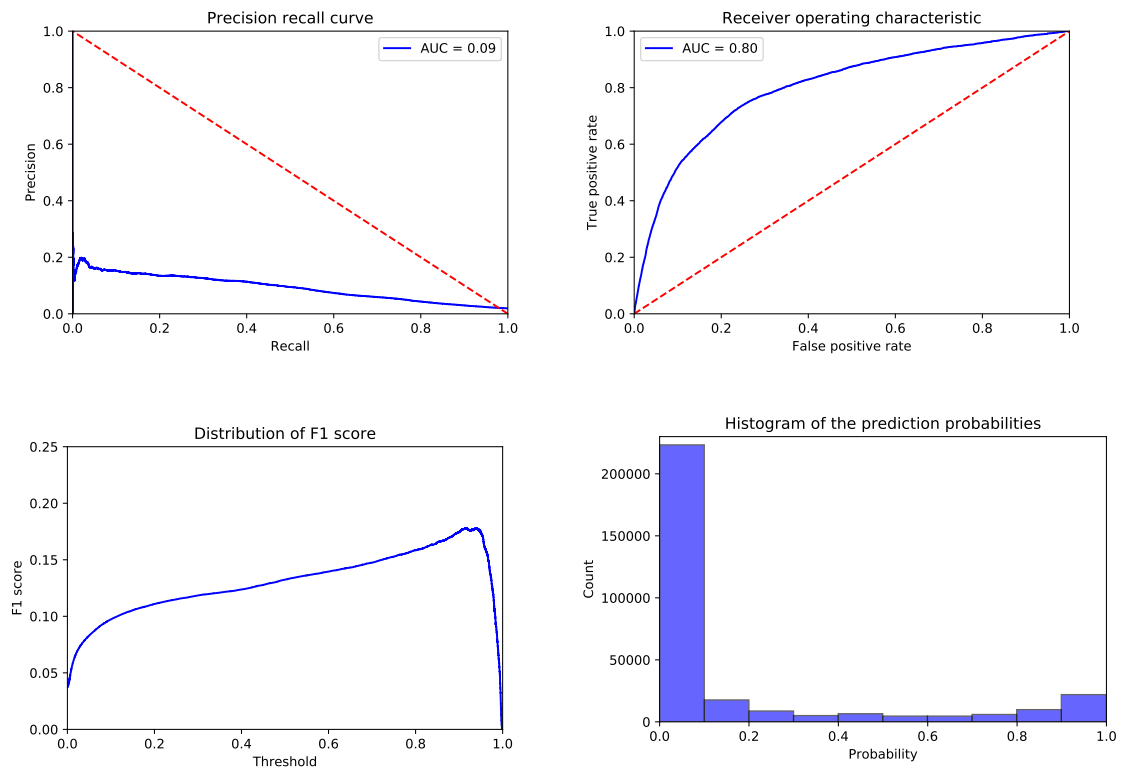 Precision recall curve
1.0
0.8
0.6
0.4
0.2
0.0
Precision
AUC = 0.09
0.0 0.2 0.4 0.6 0.8 1.0
Recall
Receiver operating characteristic
1.0
0.8
0.6
0.4
0.2
0.0
True positive rate
AUC = 0.80
0.0 0.2 0.4 0.6 0.8 1.0
False positive rate
Distribution of F1 score
0.25
0.20
0.15
0.10
0.05
0.00
F1 score
0.0 0.2 0.4 0.6 0.8 1.0
Threshold
Histogram of the prediction probabilities
200000
150000
100000
50000
0
Count
0.0 0.2 0.4 0.6 0.8 1.0
Probability